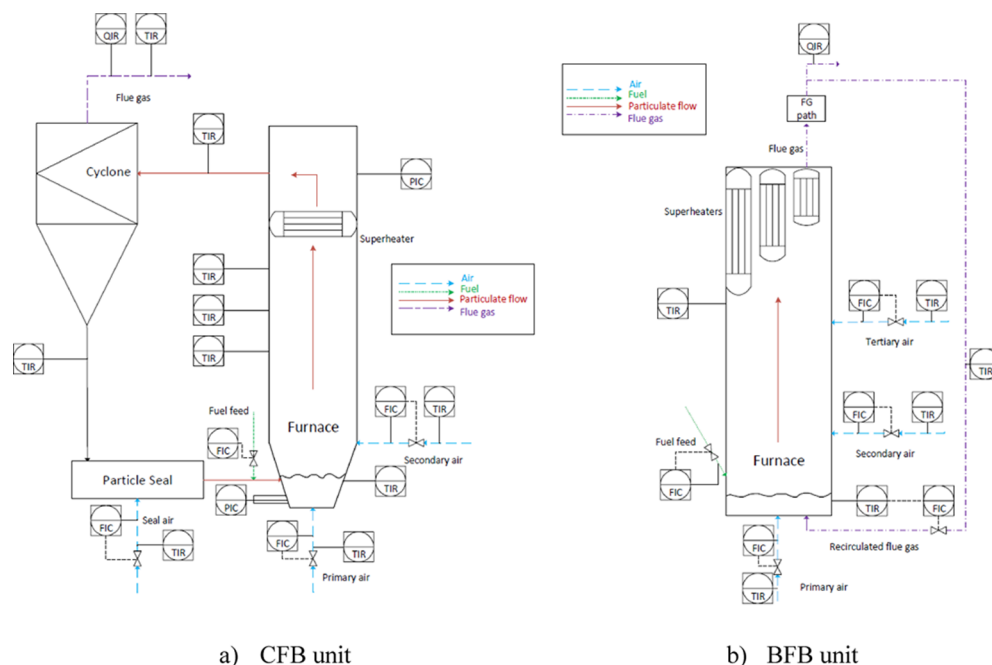 QIR
TIR
Flue gas
Cyclone
TIR
PIC
Superheater
TIR
TIR
TIR
Air
Fuel
Particulate flow
Flue gas
TIR
Fuel feed
FIC
Furnace
FIC
TIR
Secondary air
Particle Seal
PIC
TIR
Seal air
FIC
TIR
FIC
TIR
Primary air
a) CFB unit
QIR
Air
Fuel
Particulate flow
Flue gas
FG
path
Flue gas
Superheaters
TIR
FIC
TIR
Tertiary air
TIR
FIC
TIR
Secondary air
Fuel feed
FIC
Furnace
TIR
FIC
Recirculated flue gas
FIC
TIR
Primary air
b) BFB unit